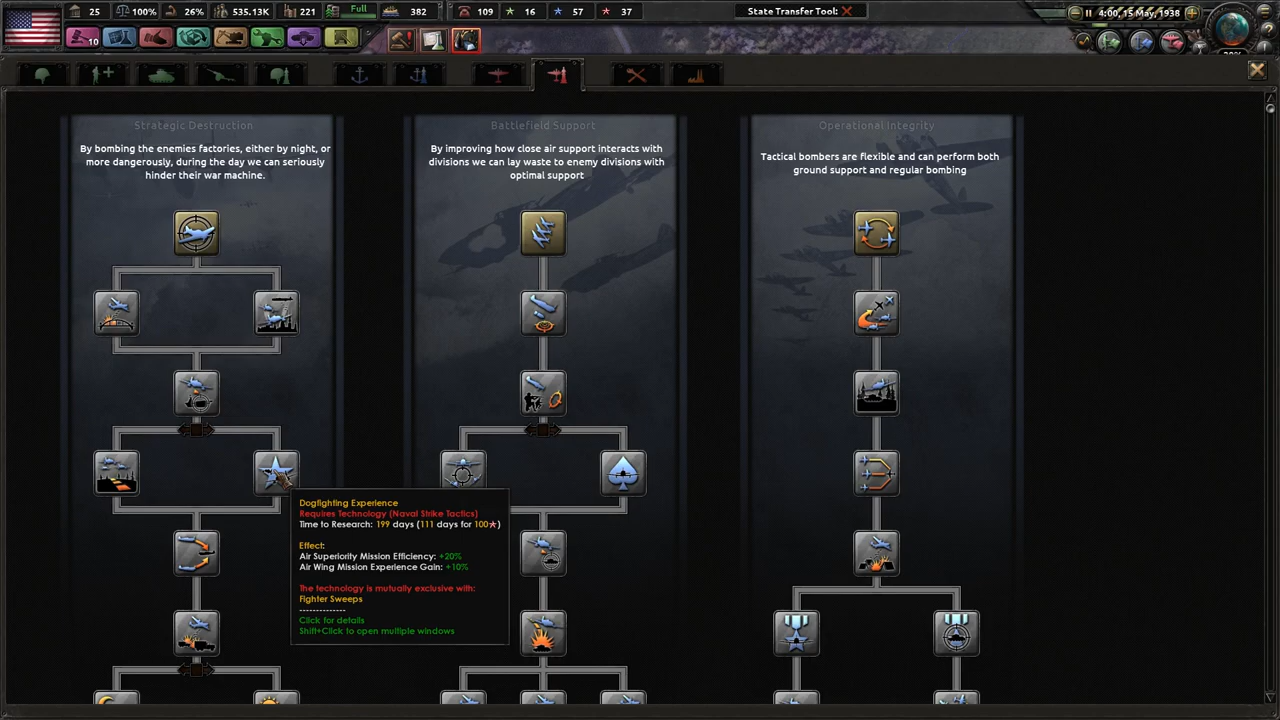 25
100%
26%
535.13K
221
Full
382
109
16
57
37
State Transfer Tool:
4:00, 15 May, 1938
10
Strategic Destruction
By bombing the enemies factories, either by night, or
more dangerously, during the day we can seriously
hinder their war machine.
Battlefield Support
By improving how close air support interacts with
divisions we can lay waste to enemy divisions with
optimal support
Operational Integrity
Tactical bombers are flexible and can perform both
ground support and regular bombing
Dogfighting Experience
Requires Technology (Naval Strike Tactics)
Time to Research: 199 days (111 days for 100)
Effect:
Air Superiority Mission Efficiency: +20%
Air Wing Mission Experience Gain: +10%
The technology is mutually exclusive with:
Fighter Sweeps
--------------
Click for details
Shift+Click to open multiple windows